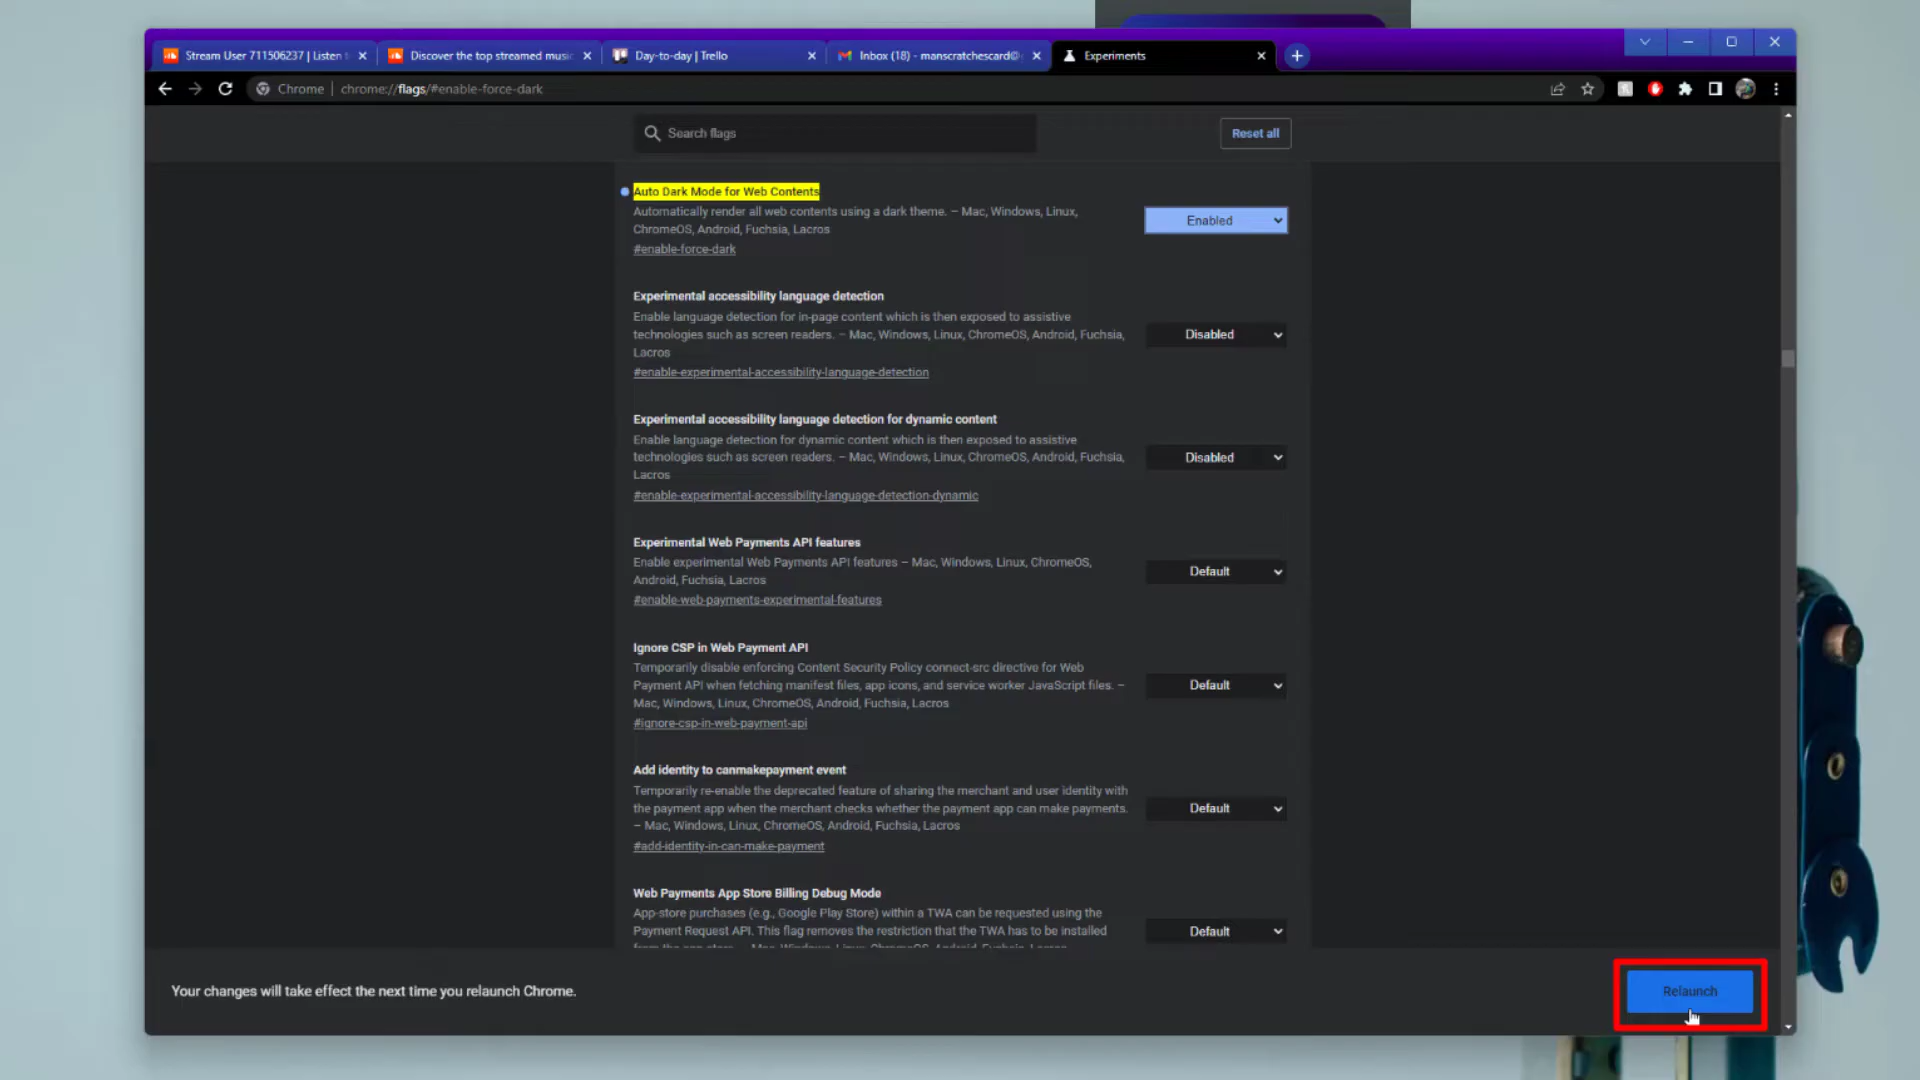 Stream User 711506237 | Listen t
Discover the top streamed music
Day-to-day | Trello
Inbox (18) - manscratchescard@
Experiments
Chrome | chrome://flags/#enable-force-dark
Search flags
Reset all
Auto Dark Mode for Web Contents
Automatically render all web contents using a dark theme. – Mac, Windows, Linux,
ChromeOS, Android, Fuchsia, Lacros
#enable-force-dark
Enabled
Experimental accessibility language detection
Enable language detection for in-page content which is then exposed to assistive
technologies such as screen readers. – Mac, Windows, Linux, ChromeOS, Android, Fuchsia,
Lacros
#enable-experimental-accessibility-language-detection
Disabled
Experimental accessibility language detection for dynamic content
Enable language detection for dynamic content which is then exposed to assistive
technologies such as screen readers. – Mac, Windows, Linux, ChromeOS, Android, Fuchsia,
Lacros
#enable-experimental-accessibility-language-detection-dynamic
Disabled
Experimental Web Payments API features
Enable experimental Web Payments API features – Mac, Windows, Linux, ChromeOS,
Android, Fuchsia, Lacros
#enable-web-payments-experimental-features
Default
Ignore CSP in Web Payment API
Temporarily disable enforcing Content Security Policy connect-src directive for Web
Payment API when fetching manifest files, app icons, and service worker JavaScript files. –
Mac, Windows, Linux, ChromeOS, Android, Fuchsia, Lacros
#ignore-csp-in-web-payment-api
Default
Add identity to canmakepayment event
Temporarily re-enable the deprecated feature of sharing the merchant and user identity with
the payment app when the merchant checks whether the payment app can make payments.
– Mac, Windows, Linux, ChromeOS, Android, Fuchsia, Lacros
#add-identity-in-can-make-payment
Default
Web Payments App Store Billing Debug Mode
App-store purchases (e.g., Google Play Store) within a TWA can be requested using the
Payment Request API. This flag removes the restriction that the TWA has to be installed
from the app-store. – Mac, Windows, Linux, ChromeOS, Android, Fuchsia, Lacros
Default
Your changes will take effect the next time you relaunch Chrome.
Relaunch